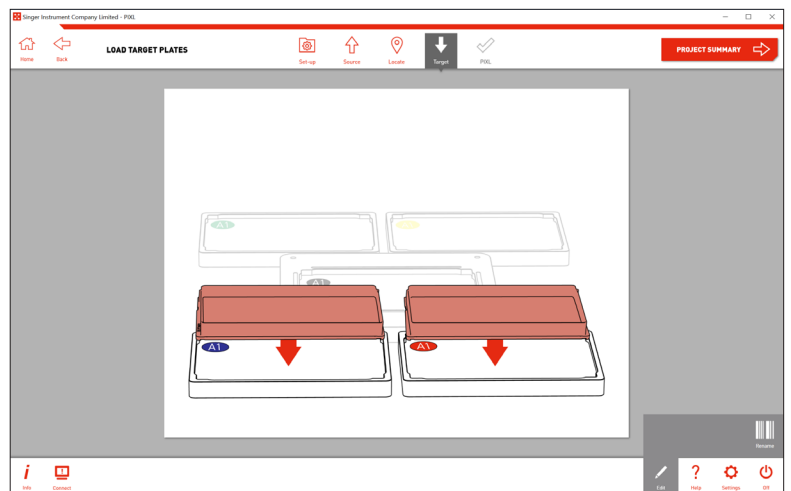 Singer Instrument Company Limited - PIXL
Home
Back
LOAD TARGET PLATES
Set-up
Source
Locate
Target
PIXL
PROJECT SUMMARY
A1
A1
A1
A1
Rename
Info
Connect
Edit
Help
Settings
Off